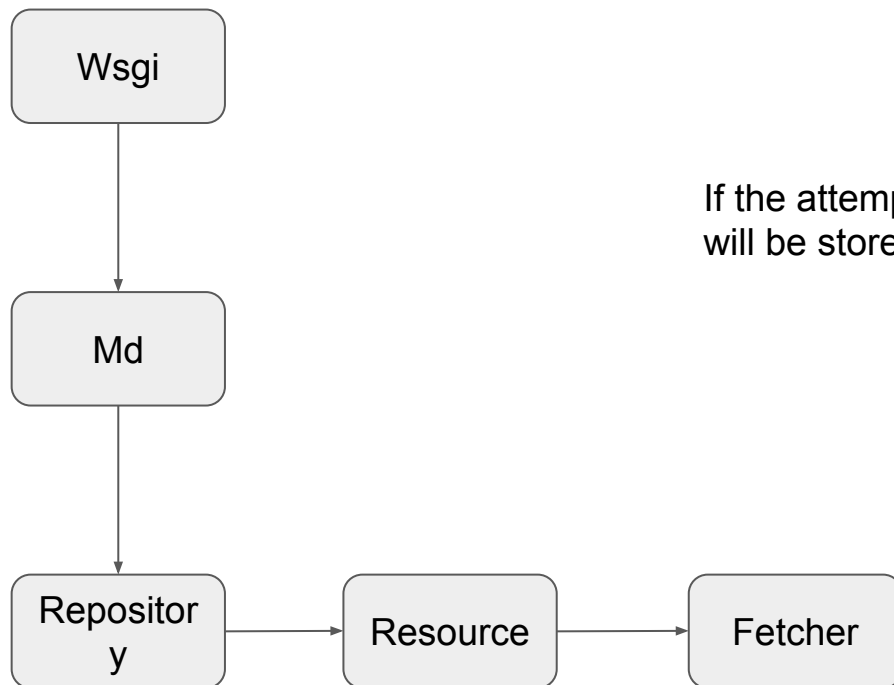 Wsgi
If the attemp
will be store
Md
Repositor
y
Resource
Fetcher